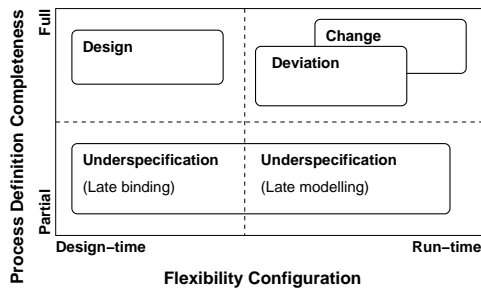 Process Definition Completeness
Full
Partial
Design
Change
Deviation
Underspecification
(Late binding)
Underspecification
(Late modelling)
Design–time
Run–time
Flexibility Configuration